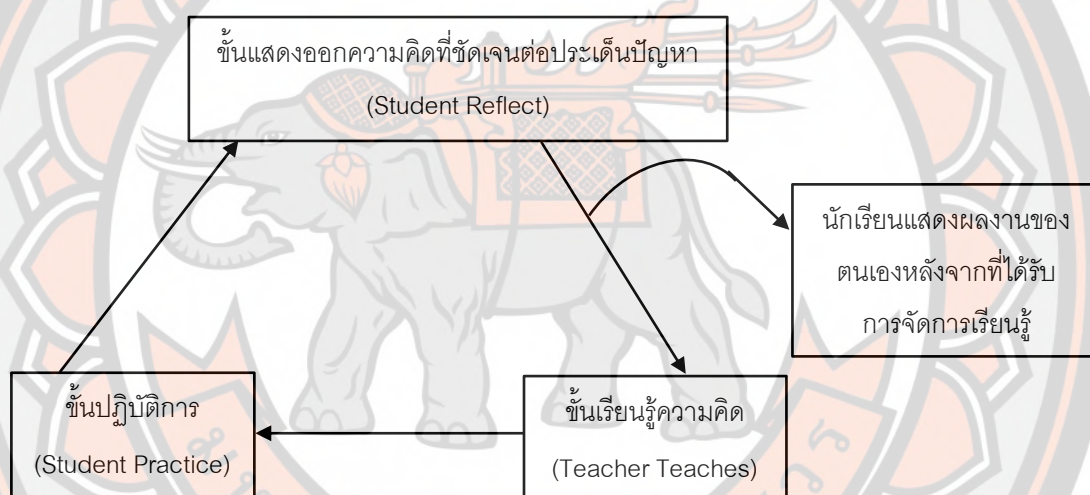 ขั้นแสดงออกความคิดที่ชัดเจนต่อประเด็นปัญหา
(Student Reflect)
นักเรียนแสดงผลงานของ
ตนเองหลังจากที่ได้รับ
การจัดการเรียนรู้
ขั้นปฏิบัติการ
(Student Practice)
ขั้นเรียนรู้ความคิด
(Teacher Teaches)